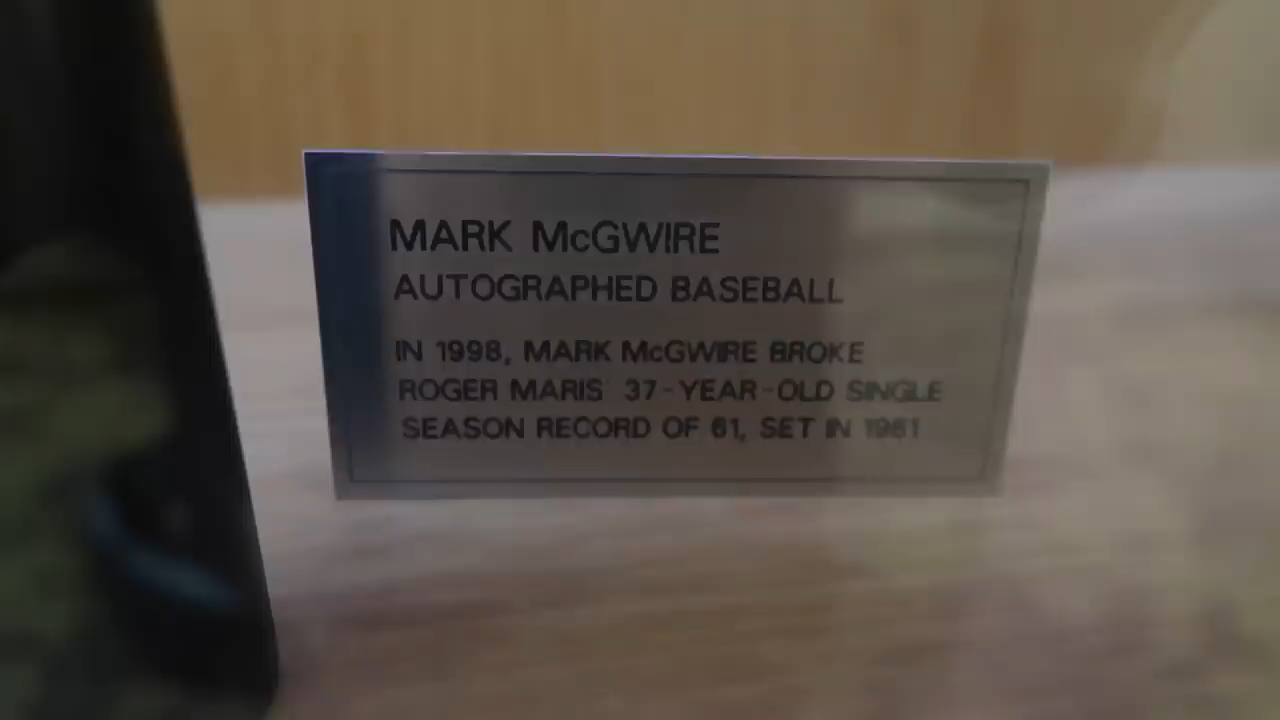 MARK McGWIRE
AUTOGRAPHED BASEBALL
IN 1998, MARK McGWIRE BROKE
ROGER MARIS' 37-YEAR-OLD SINGLE
SEASON RECORD OF 61, SET IN 1961